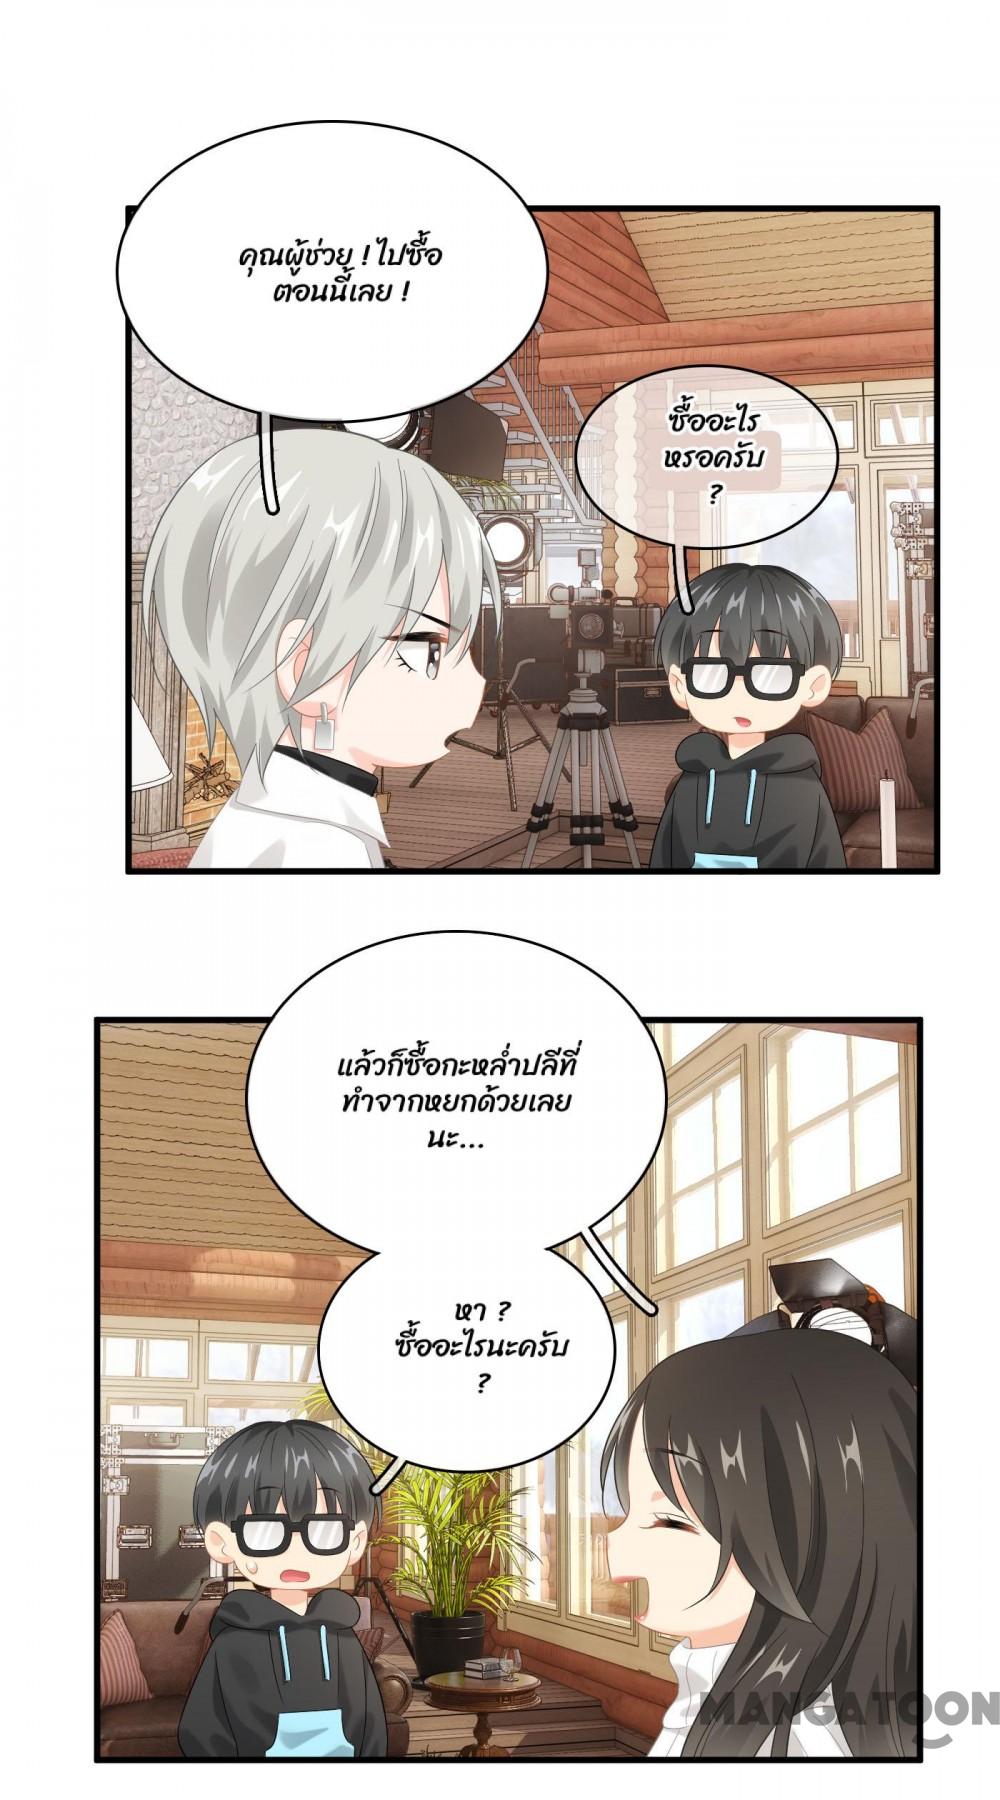 คุณผู้ช่วย ! ไปซื้อ
ตอนนี้เลย !
ซื้ออะไร
หรอครับ
?
แล้วก็ซื้อกะหล่ำปลีที่
ทำจากหยกด้วยเลย
นะ...
หา ?
ซื้ออะไรนะครับ
?
MANGATOON